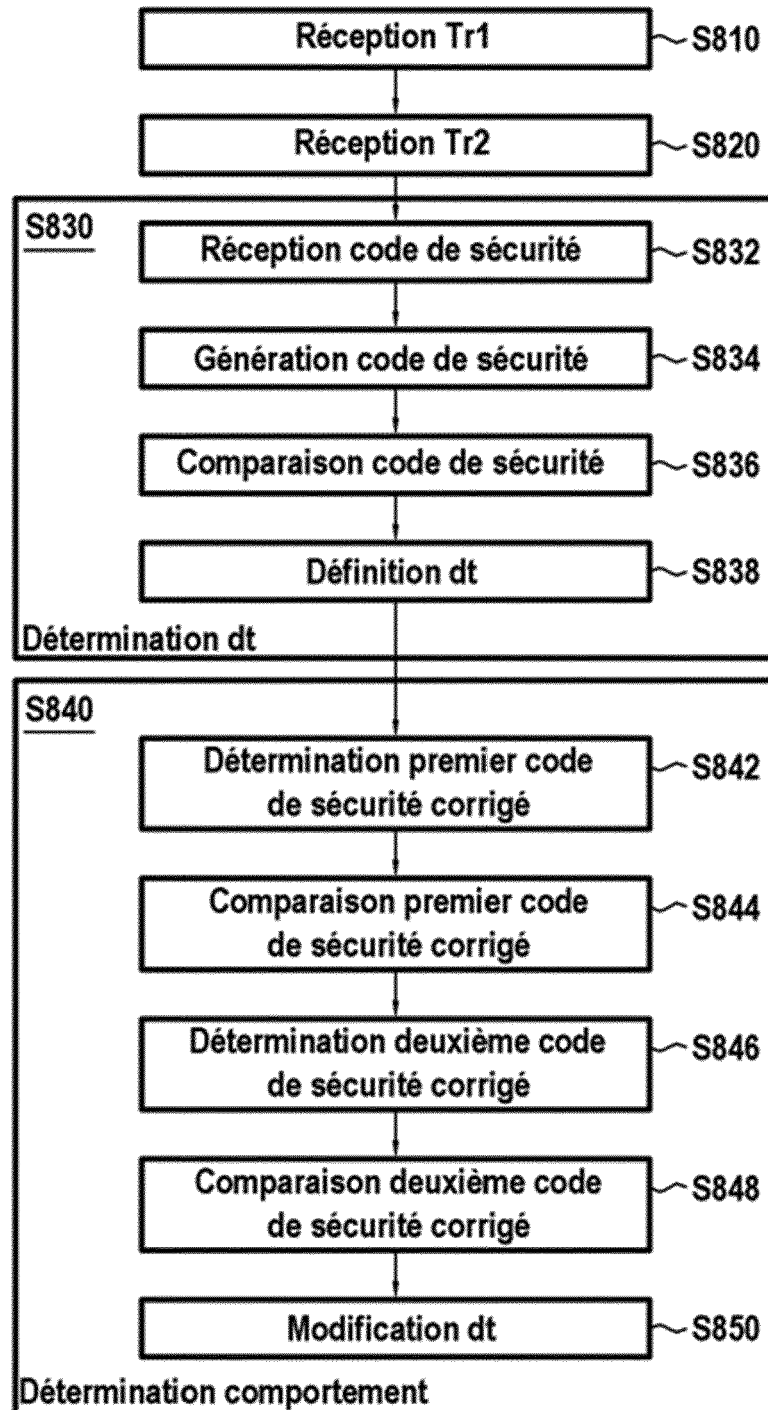 Réception Tr1
S810
Réception Tr2
S820
S830
Réception code de sécurité
S832
Génération code de sécurité
S834
Comparaison code de sécurité
S836
Définition dt
S838
Détermination dt
S840
Détermination premier code
de sécurité corrigé
S842
Comparaison premier code
de sécurité corrigé
S844
Détermination deuxième code
de sécurité corrigé
S846
Comparaison deuxième code
de sécurité corrigé
S848
Modification dt
S850
Détermination comportement